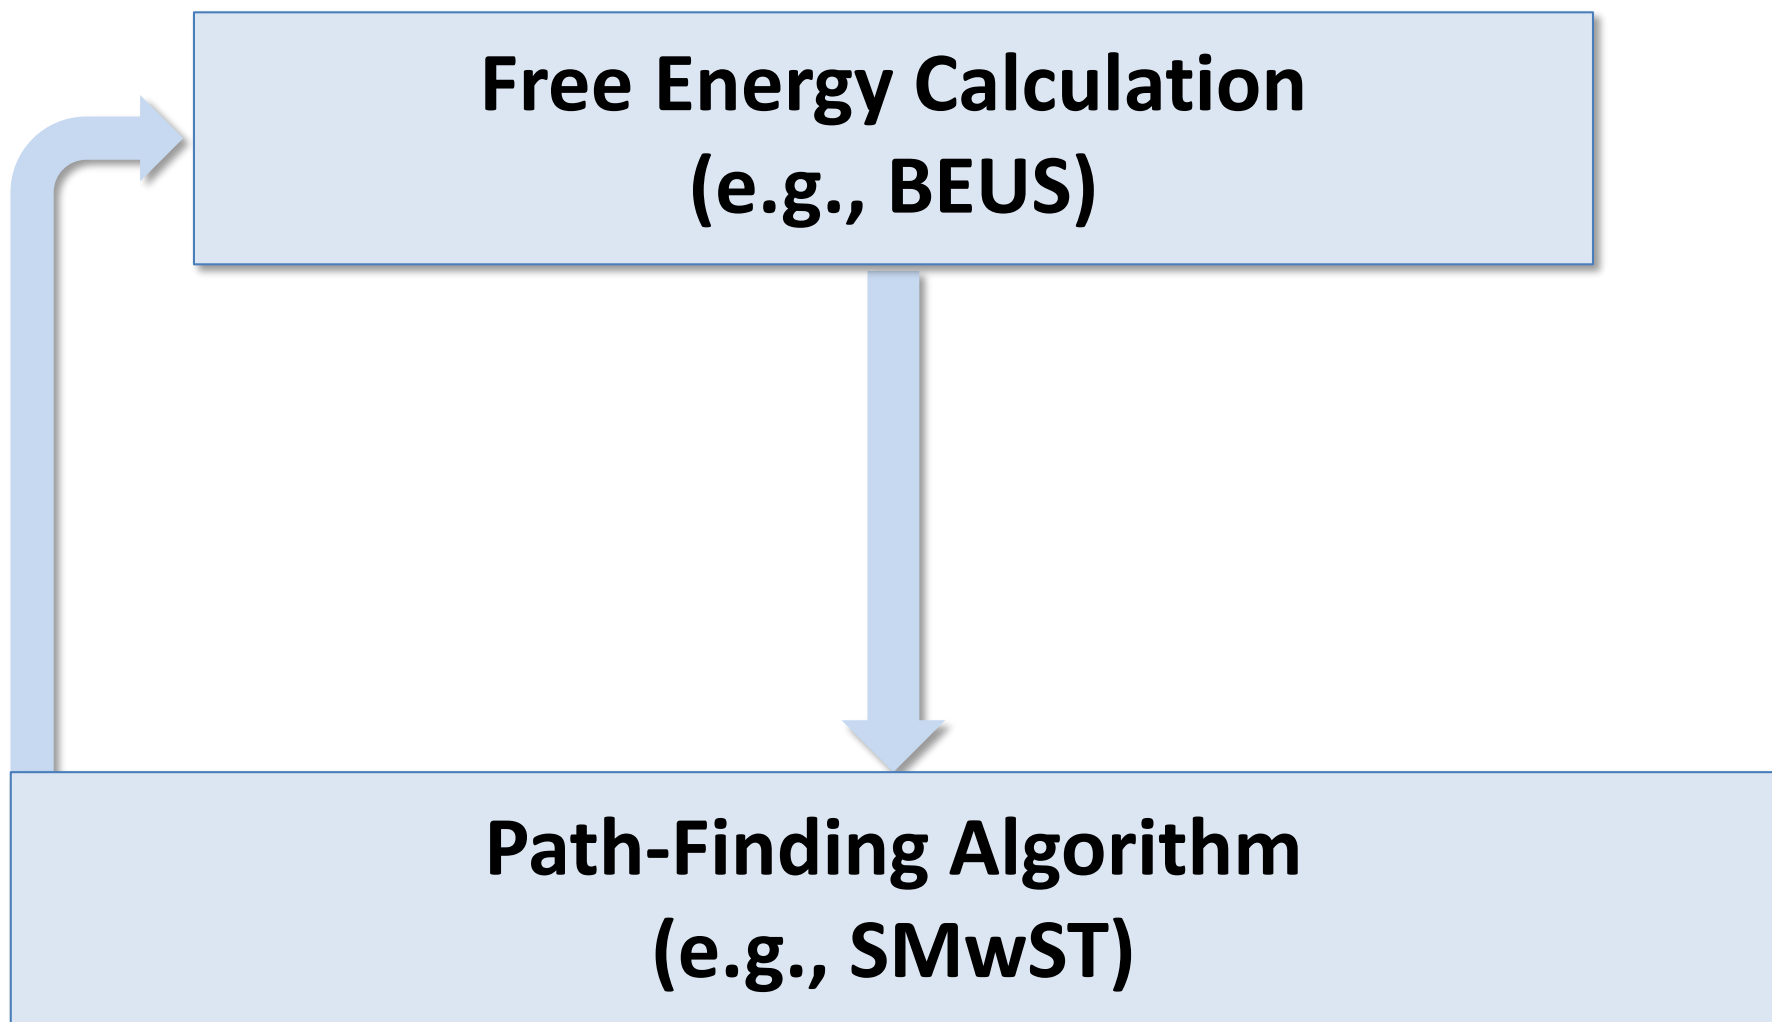 Free Energy Calculation
(e.g., BEUS)
Path-Finding Algorithm
(e.g., SMwST)